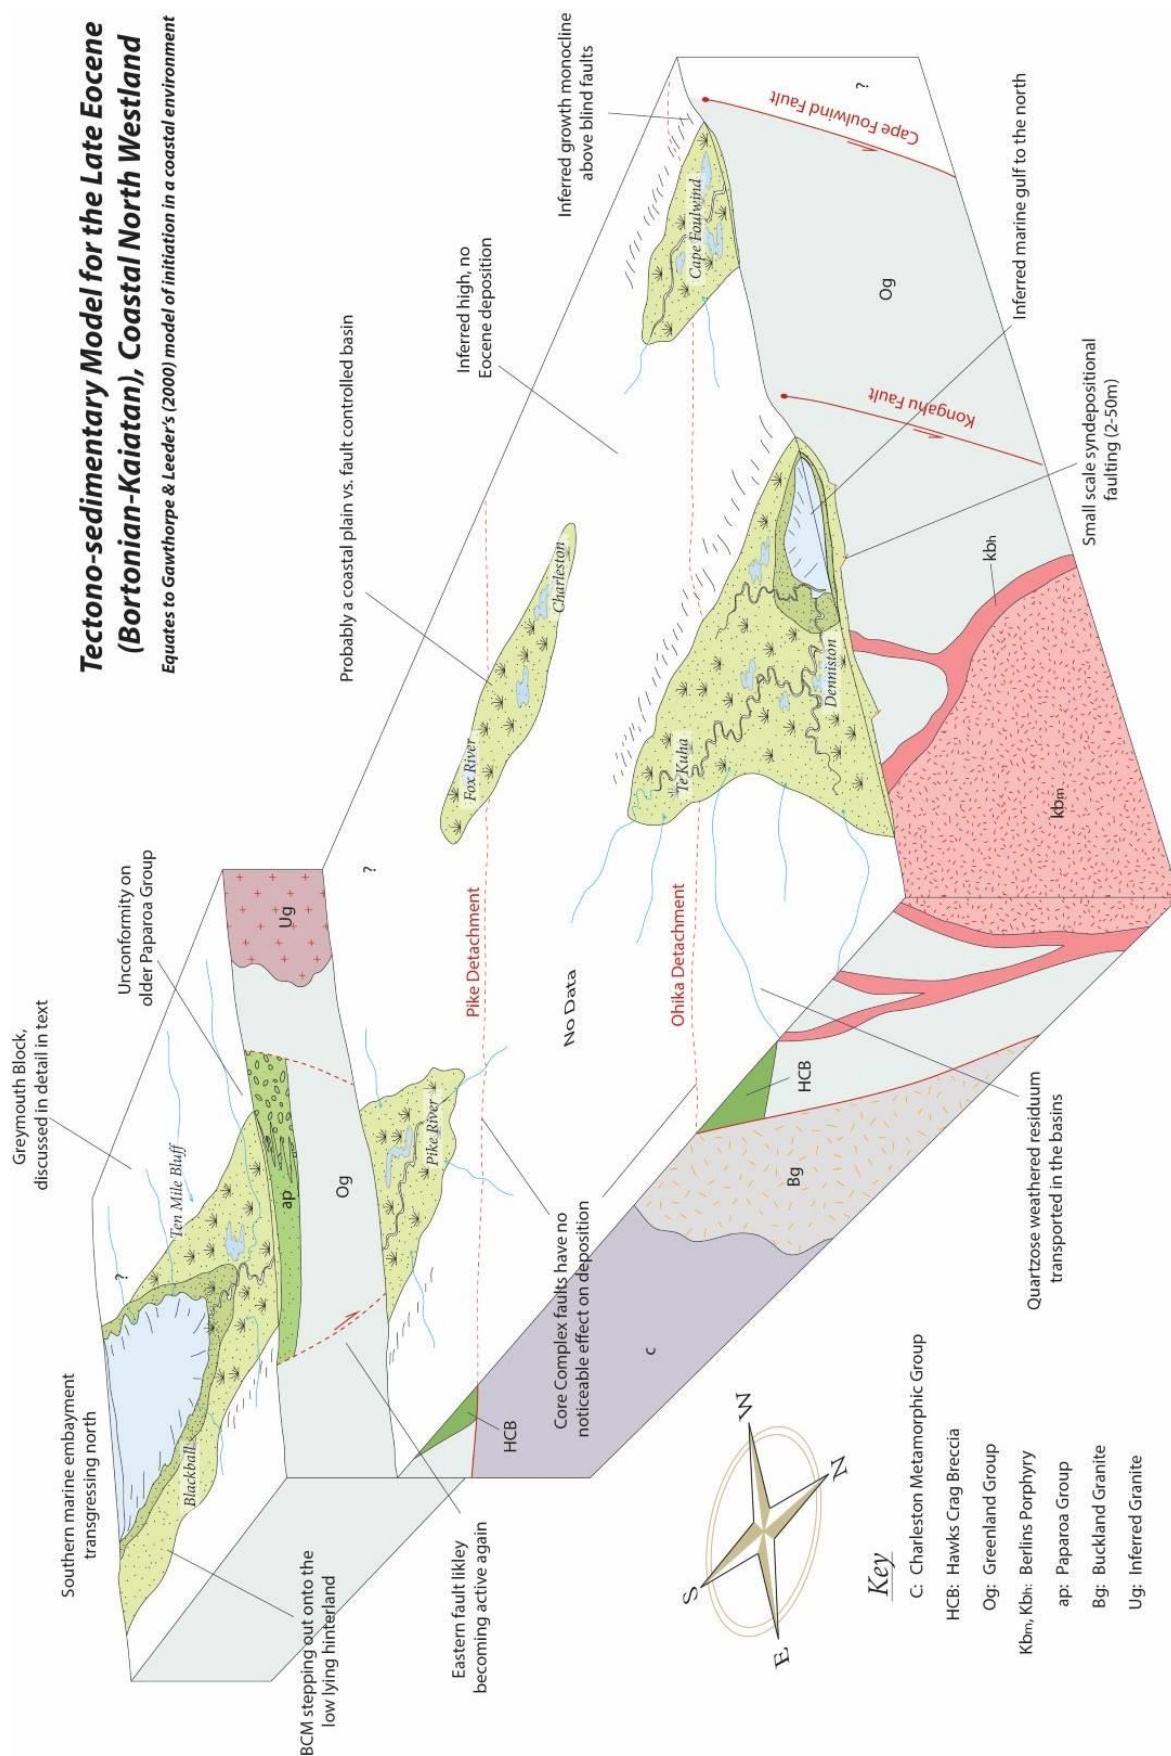 Tectono-sedimentary Model for the Late Eocene
(Bortonian-Kaiatan), Coastal North Westland
Equates to Gawthorpe & Leeder's (2000) model of initiation in a coastal environment
Greymouth Block,
discussed in detail in text
Unconformity on
older Paparoa Group
Southern marine embayment
transgressing north
Probably a coastal plain vs. fault controlled basin
Inferred high, no
Eocene deposition
Inferred growth monocline
above blind faults
BCM stepping out onto the
low lying hinterland
Eastern fault likley
becoming active again
Core Complex faults have no
noticeable effect on deposition
Quartzose weathered residuum
transported in the basins
Small scale syndepositional
faulting (2-50m)
Inferred marine gulf to the north
?
Ten Mile Bluff
Blackball
ap
Og
Ug
?
Pike River
Pike Detachment
Fox River
Charleston
No Data
Ohika Detachment
Te Kuha
Denniston
Cape Foulwind
Cape Foulwind Fault
?
Kongahu Fault
Og
kbh
kbm
HCB
HCB
Bg
c
S
W
E
N
Key
C: Charleston Metamorphic Group
HCB: Hawks Crag Breccia
Og: Greenland Group
Kbm, Kbh: Berlins Porphyry
ap: Paparoa Group
Bg: Buckland Granite
Ug: Inferred Granite